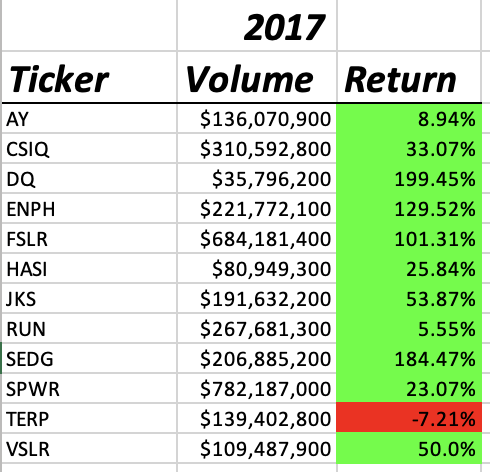 2017
Ticker Volume Return
AY $136,070,900 8.94%
CSIQ $310,592,800 33.07%
DQ $35,796,200 199.45%
ENPH $221,772,100 129.52%
FSLR $684,181,400 101.31%
HASI $80,949,300 25.84%
JKS $191,632,200 53.87%
RUN $267,681,300 5.55%
SEDG $206,885,200 184.47%
SPWR $782,187,000 23.07%
TERP $139,402,800 -7.21%
VSLR $109,487,900 50.0%